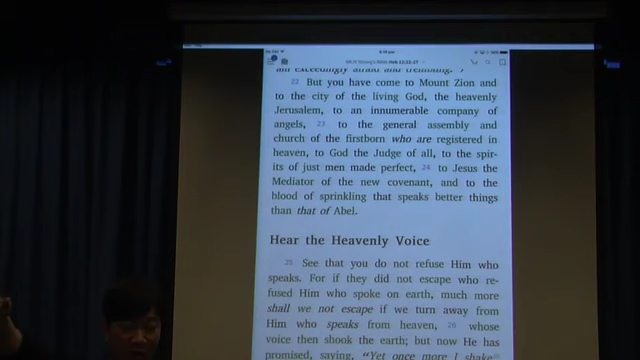 am exceedingly afraid and trembling."
22 But you have come to Mount Zion and
to the city of the living God, the heavenly
Jerusalem, to an innumerable company of
angels, 23 to the general assembly and
church of the firstborn who are registered in
heaven, to God the Judge of all, to the spir-
its of just men made perfect, 24 to Jesus the
Mediator of the new covenant, and to the
blood of sprinkling that speaks better things
than that of Abel.
Hear the Heavenly Voice
25 See that you do not refuse Him who
speaks. For if they did not escape who re-
fused Him who spoke on earth, much more
shall we not escape if we turn away from
Him who speaks from heaven, 26 whose
voice then shook the earth; but now He has
promised, saying, "Yet once more I shake